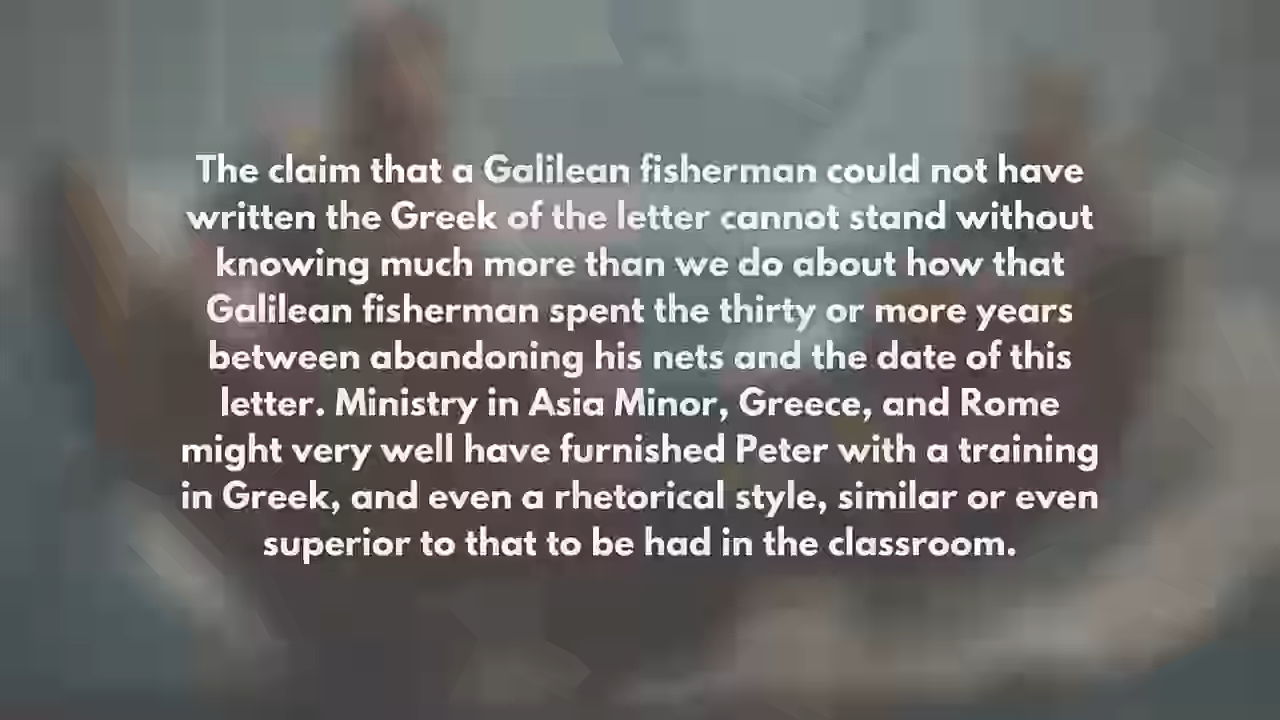 The claim that a Galilean fisherman could not have
written the Greek of the letter cannot stand without
knowing much more than we do about how that
Galilean fisherman spent the thirty or more years
between abandoning his nets and the date of this
letter. Ministry in Asia Minor, Greece, and Rome
might very well have furnished Peter with a training
in Greek, and even a rhetorical style, similar or even
superior to that to be had in the classroom.